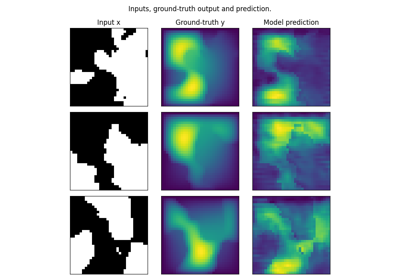 Inputs, ground-truth output and prediction.
Input x
Ground-truth y
Model prediction